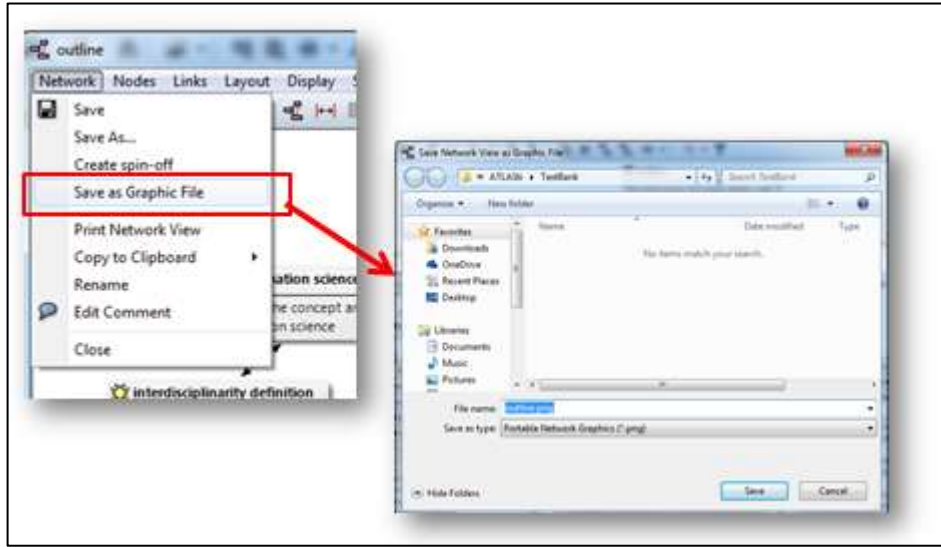 outline
Network Nodes Links Layout Display
Save
Save As...
Create spin-off
Save as Graphic File
Print Network View
Copy to Clipboard
Rename
Edit Comment
Close
ation science
he concept a
on science
interdisciplinarity definition
Save Network View as Graphic File
TextBank
Search TextBank
Organize New folder
Favorites
Downloads
OneDrive
Recent Places
Desktop
Libraries
Documents
Music
Pictures
Name Date modified Type
No items match your search.
File name: outline.png
Save as type: Portable Network Graphics (*.png)
Hide Folders Save Cancel